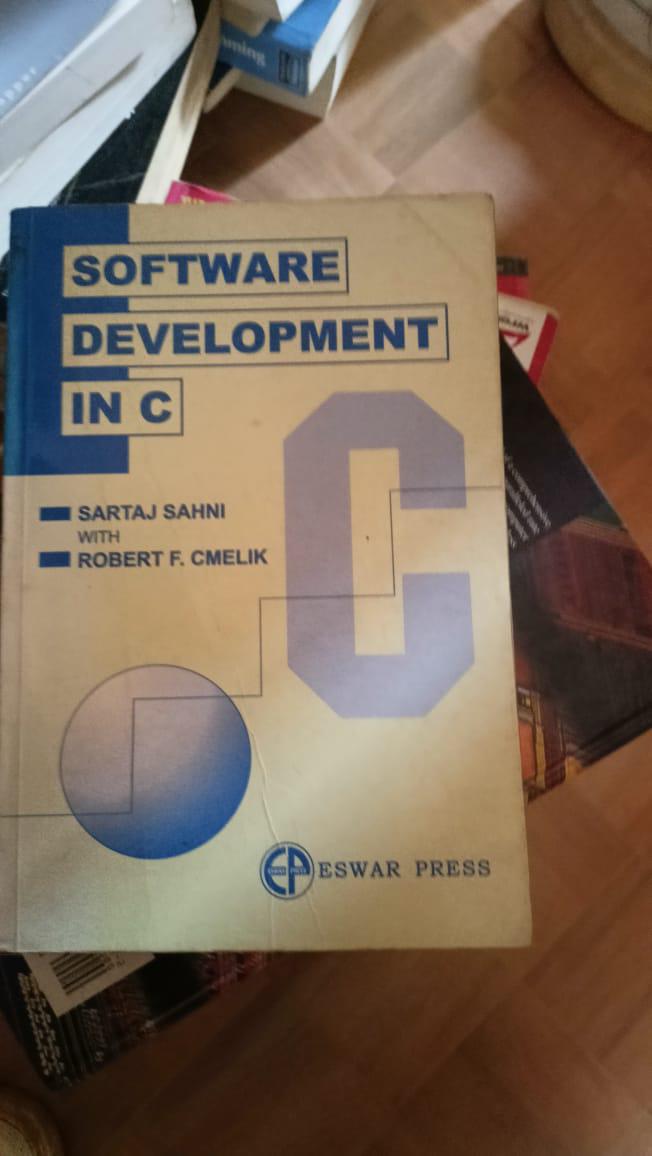 SOFTWARE
DEVELOPMENT
IN C
SARTAJ SAHNI
WITH
ROBERT F. CMELIK
EP ESWAR PRESS